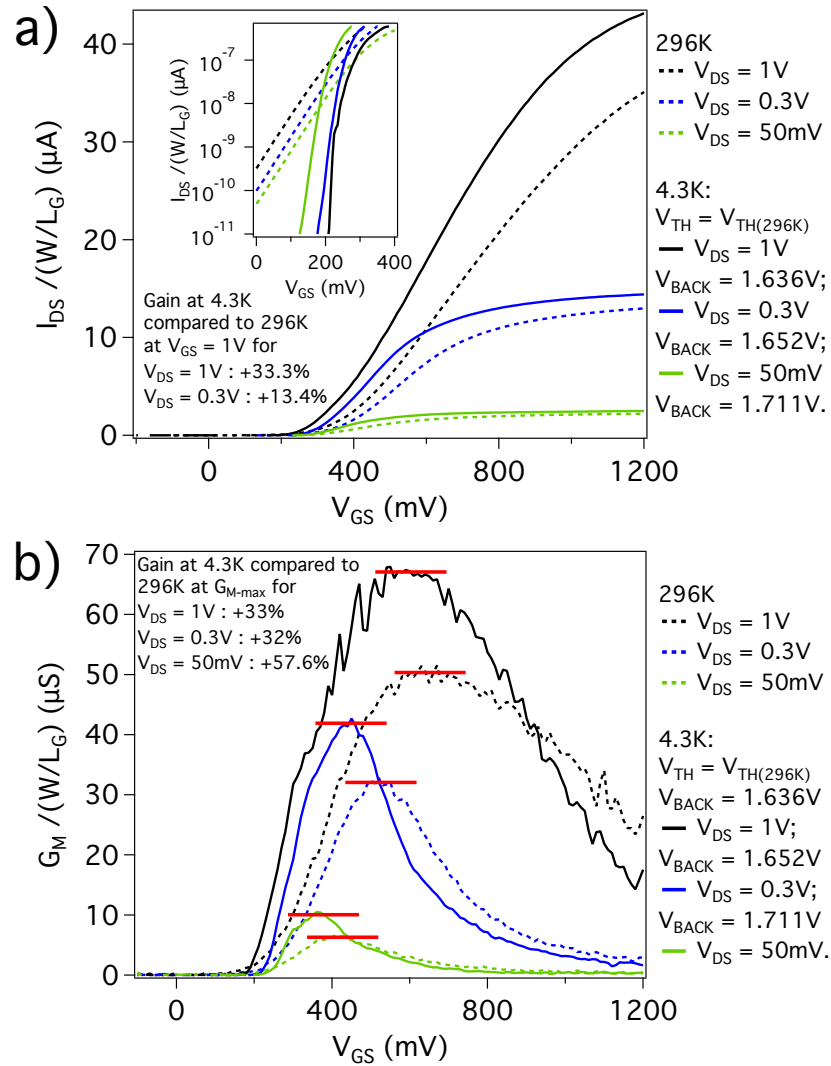 a)
I_DS /(W/L_G) (µA)
40
30
20
10
0
0
400
800
1200
V_GS (mV)
I_DS /(W/L_G) (µA)
10^-7
10^-8
10^-9
10^-10
10^-11
0
200
400
V_GS (mV)
Gain at 4.3K
compared to 296K
at V_GS = 1V for
V_DS = 1V : +33.3%
V_DS = 0.3V : +13.4%
296K
V_DS = 1V
V_DS = 0.3V
V_DS = 50mV
4.3K:
V_TH = V_TH(296K)
V_DS = 1V
V_BACK = 1.636V;
V_DS = 0.3V
V_BACK = 1.652V;
V_DS = 50mV
V_BACK = 1.711V.
b)
G_M /(W/L_G) (µS)
70
60
50
40
30
20
10
0
0
400
800
1200
V_GS (mV)
Gain at 4.3K compared to
296K at G_M-max for
V_DS = 1V : +33%
V_DS = 0.3V : +32%
V_DS = 50mV : +57.6%
296K
V_DS = 1V
V_DS = 0.3V
V_DS = 50mV
4.3K:
V_TH = V_TH(296K)
V_BACK = 1.636V
V_DS = 1V;
V_BACK = 1.652V
V_DS = 0.3V;
V_BACK = 1.711V
V_DS = 50mV.